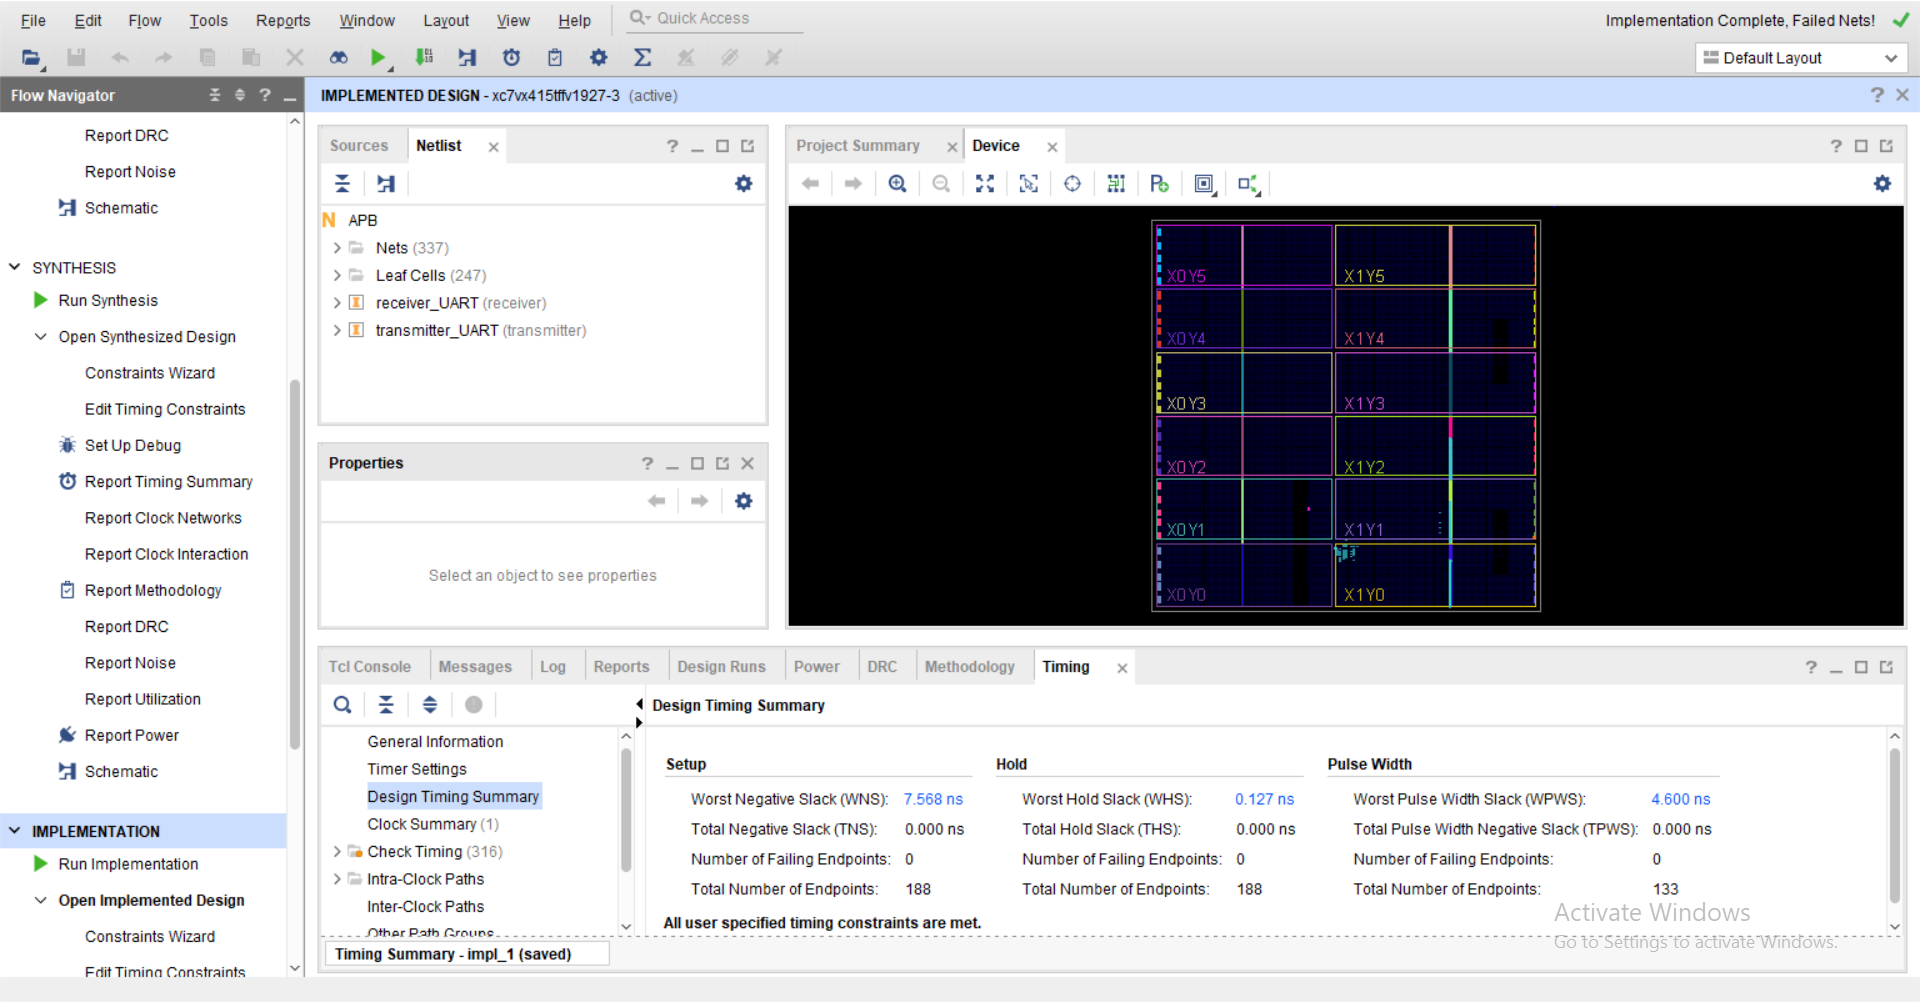 File Edit Flow Tools Reports Window Layout View Help Quick Access Implementation Complete, Failed Nets!
Default Layout
Flow Navigator ?
IMPLEMENTED DESIGN - xc7vx415tffv1927-3 (active) ?
Report DRC
Report Noise
Schematic
SYNTHESIS
Run Synthesis
Open Synthesized Design
Constraints Wizard
Edit Timing Constraints
Set Up Debug
Report Timing Summary
Report Clock Networks
Report Clock Interaction
Report Methodology
Report DRC
Report Noise
Report Utilization
Report Power
Schematic
IMPLEMENTATION
Run Implementation
Open Implemented Design
Constraints Wizard
Edit Timing Constraints
Sources Netlist ?
N APB
Nets (337)
Leaf Cells (247)
I receiver_UART (receiver)
I transmitter_UART (transmitter)
Properties ?
Select an object to see properties
Project Summary Device ?
X0Y5 X1Y5
X0Y4 X1Y4
X0Y3 X1Y3
X0Y2 X1Y2
X0Y1 X1Y1
X0Y0 X1Y0
Tcl Console Messages Log Reports Design Runs Power DRC Methodology Timing ?
General Information
Timer Settings
Design Timing Summary
Clock Summary (1)
Check Timing (316)
Intra-Clock Paths
Inter-Clock Paths
Other Path Groups
Design Timing Summary
Setup Hold Pulse Width
Worst Negative Slack (WNS): 7.568 ns Worst Hold Slack (WHS): 0.127 ns Worst Pulse Width Slack (WPWS): 4.600 ns
Total Negative Slack (TNS): 0.000 ns Total Hold Slack (THS): 0.000 ns Total Pulse Width Negative Slack (TPWS): 0.000 ns
Number of Failing Endpoints: 0 Number of Failing Endpoints: 0 Number of Failing Endpoints: 0
Total Number of Endpoints: 188 Total Number of Endpoints: 188 Total Number of Endpoints: 133
All user specified timing constraints are met.
Timing Summary - impl_1 (saved)
Activate Windows
Go to Settings to activate Windows.